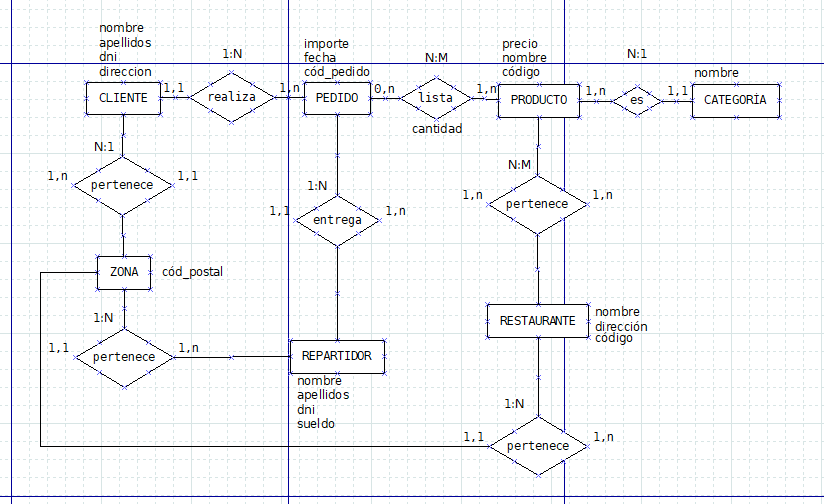 nombre
apellidos
dni
direccion
1:N
importe
fecha
cód_pedido
N:M
precio
nombre
código
N:1
nombre
CLIENTE
1,1
realiza
1,n
PEDIDO
0,n
lista
1,n
PRODUCTO
1,n
es
1,1
CATEGORÍA
cantidad
N:1
1,n
pertenece
1,1
1:N
1,1
entrega
1,n
N:M
1,n
pertenece
1,n
ZONA
cód_postal
1:N
1,1
pertenece
1,n
REPARTIDOR
nombre
apellidos
dni
sueldo
RESTAURANTE
nombre
dirección
código
1:N
1,1
pertenece
1,n